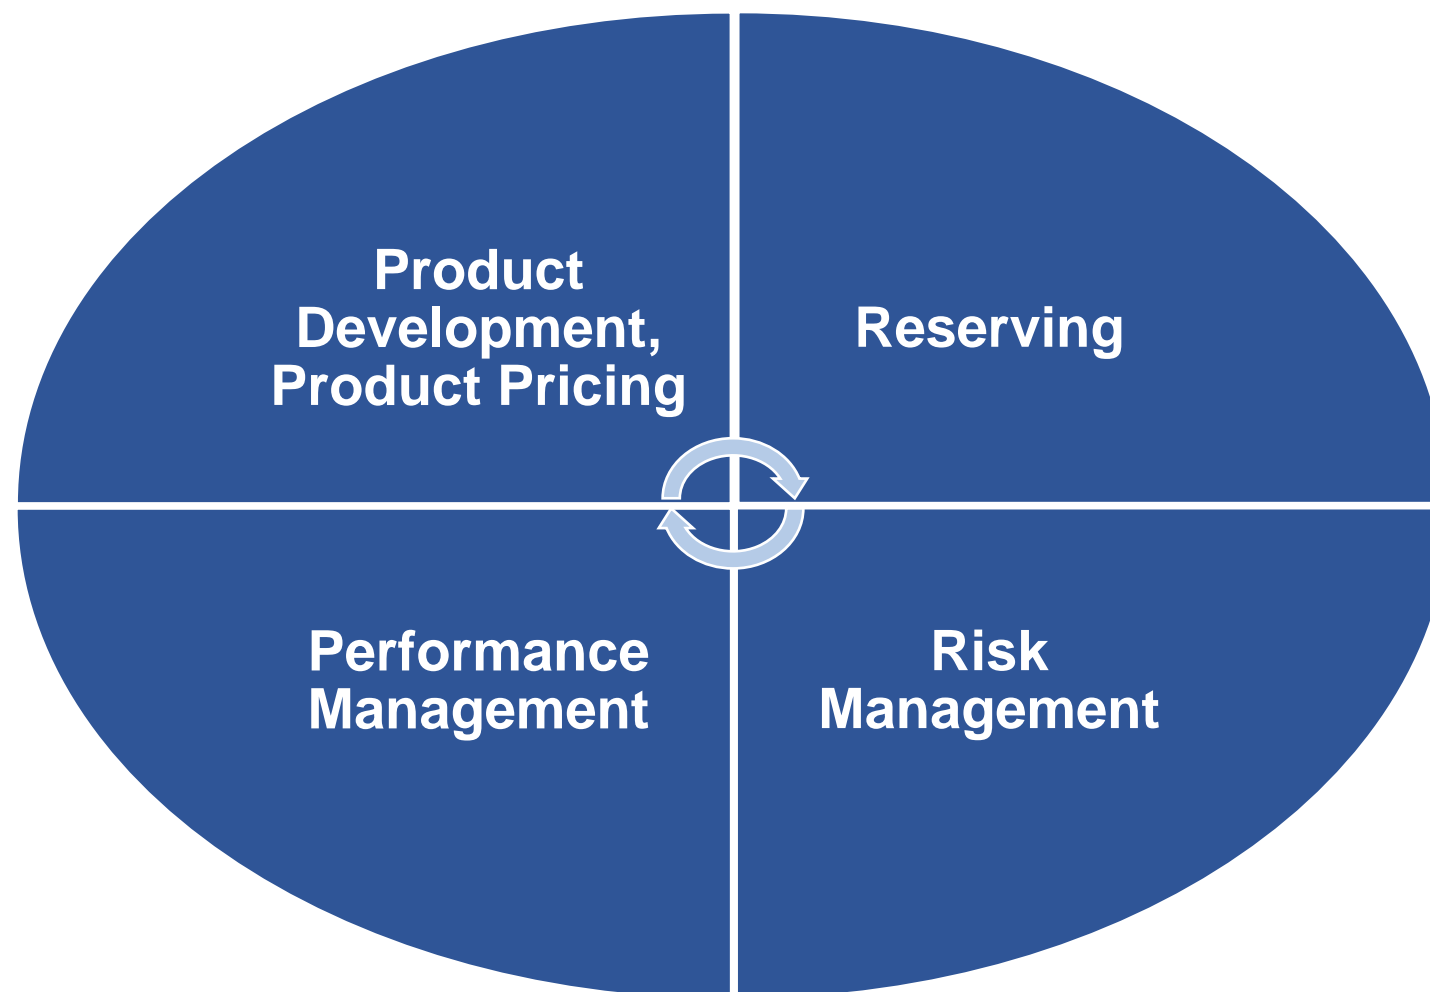 Product
Development,
Product Pricing
Reserving
Performance
Management
Risk
Management